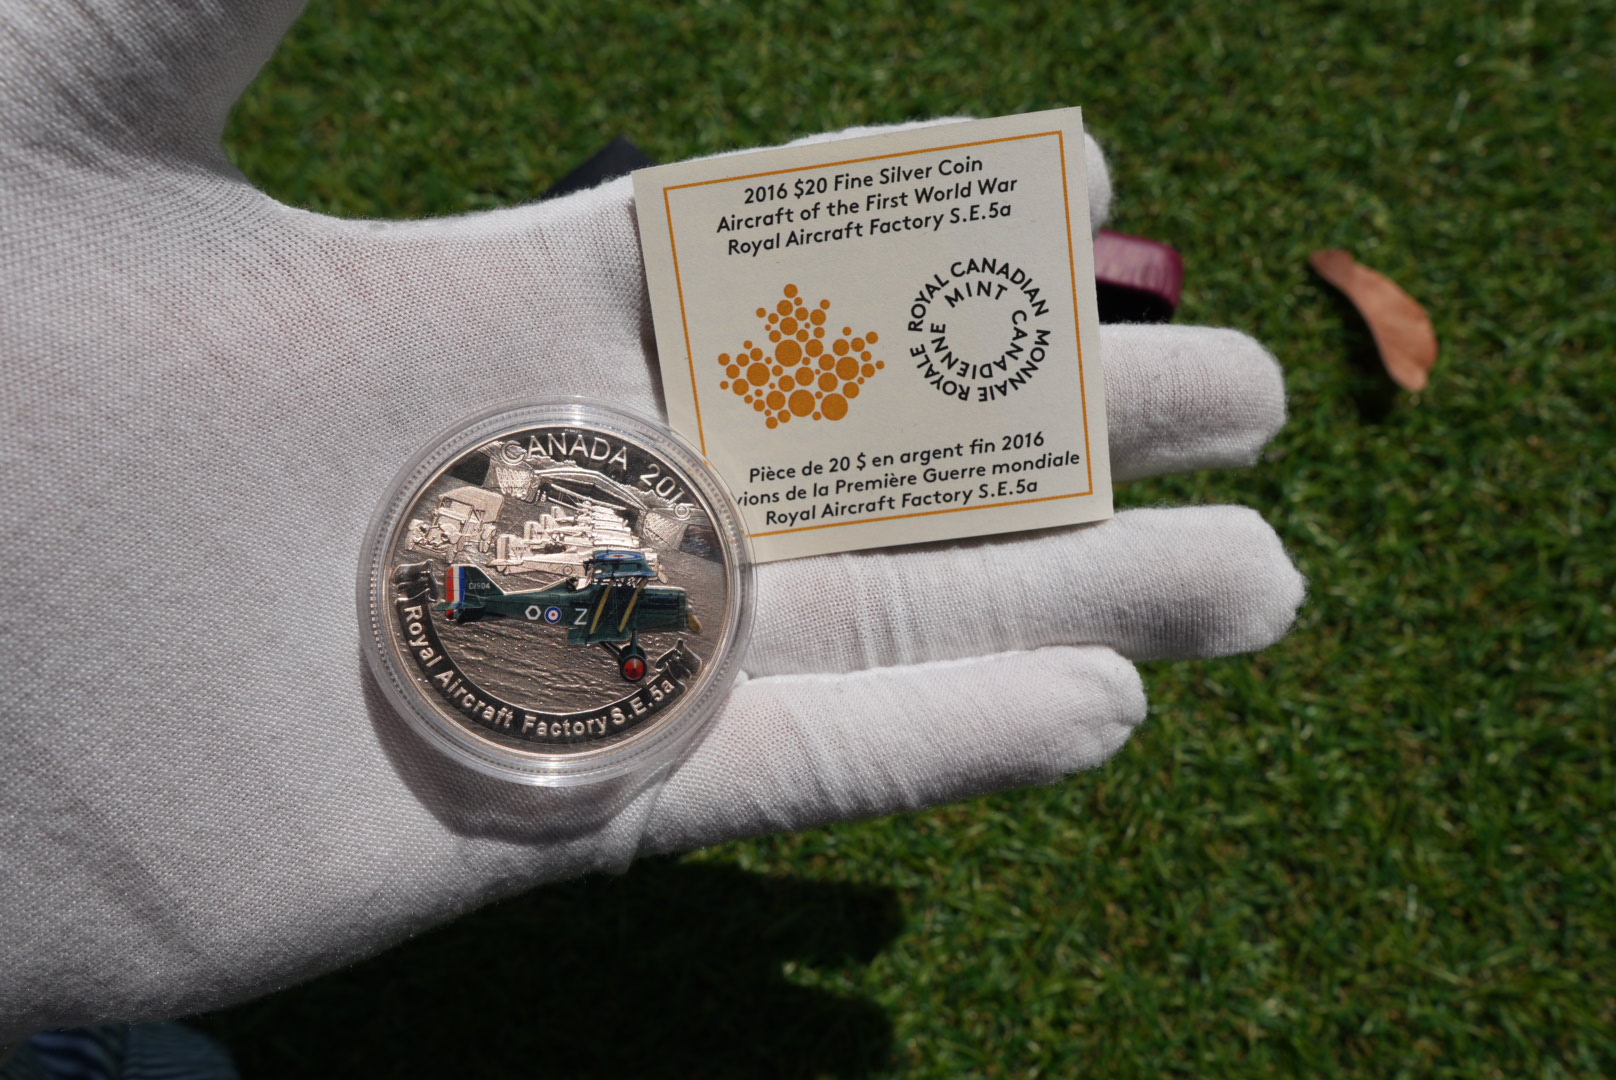 2016 $20 Fine Silver Coin
Aircraft of the First World War
Royal Aircraft Factory S.E.5a
ROYAL CANADIAN MINT
MONNAIE ROYALE CANADIENNE
Pièce de 20 $ en argent fin 2016
vions de la Première Guerre mondiale
Royal Aircraft Factory S.E.5a
CANADA 2016
C1904
Z
Royal Aircraft Factory S.E.5a